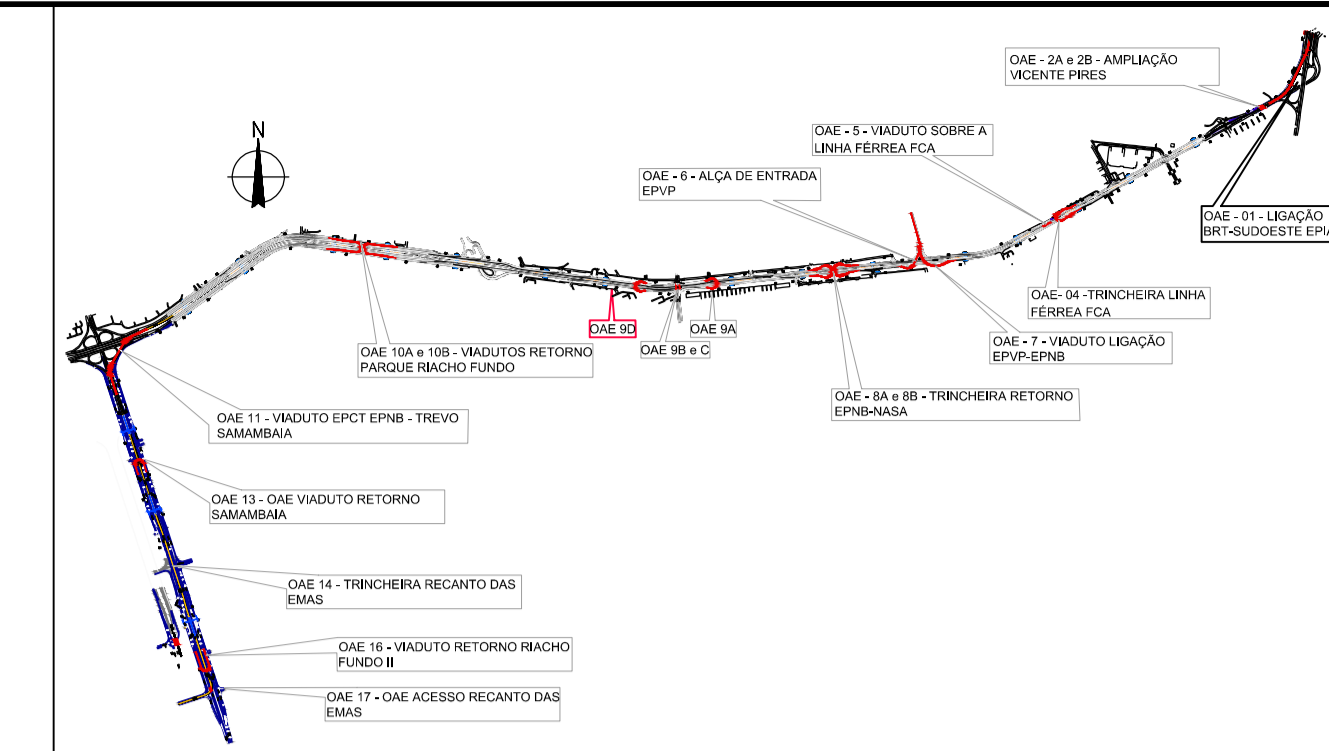 OAE - 2A e 2B - AMPLIAÇÃO
VICENTE PIRES
OAE - 5 - VIADUTO SOBRE A
LINHA FÉRREA FCA
N
OAE - 6 - ALÇA DE ENTRADA
EPVP
OAE - 01 - LIGAÇÃO
BRT-SUDOESTE EPIA
OAE- 04 -TRINCHEIRA LINHA
FÉRREA FCA
OAE 9D
OAE 9A
OAE 9B e C
OAE - 7 - VIADUTO LIGAÇÃO
EPVP-EPNB
OAE 10A e 10B - VIADUTOS RETORNO
PARQUE RIACHO FUNDO
OAE - 8A e 8B - TRINCHEIRA RETORNO
EPNB-NASA
OAE 11 - VIADUTO EPCT EPNB - TREVO
SAMAMBAIA
OAE 13 - OAE VIADUTO RETORNO
SAMAMBAIA
OAE 14 - TRINCHEIRA RECANTO DAS
EMAS
OAE 16 - VIADUTO RETORNO RIACHO
FUNDO II
OAE 17 - OAE ACESSO RECANTO DAS
EMAS